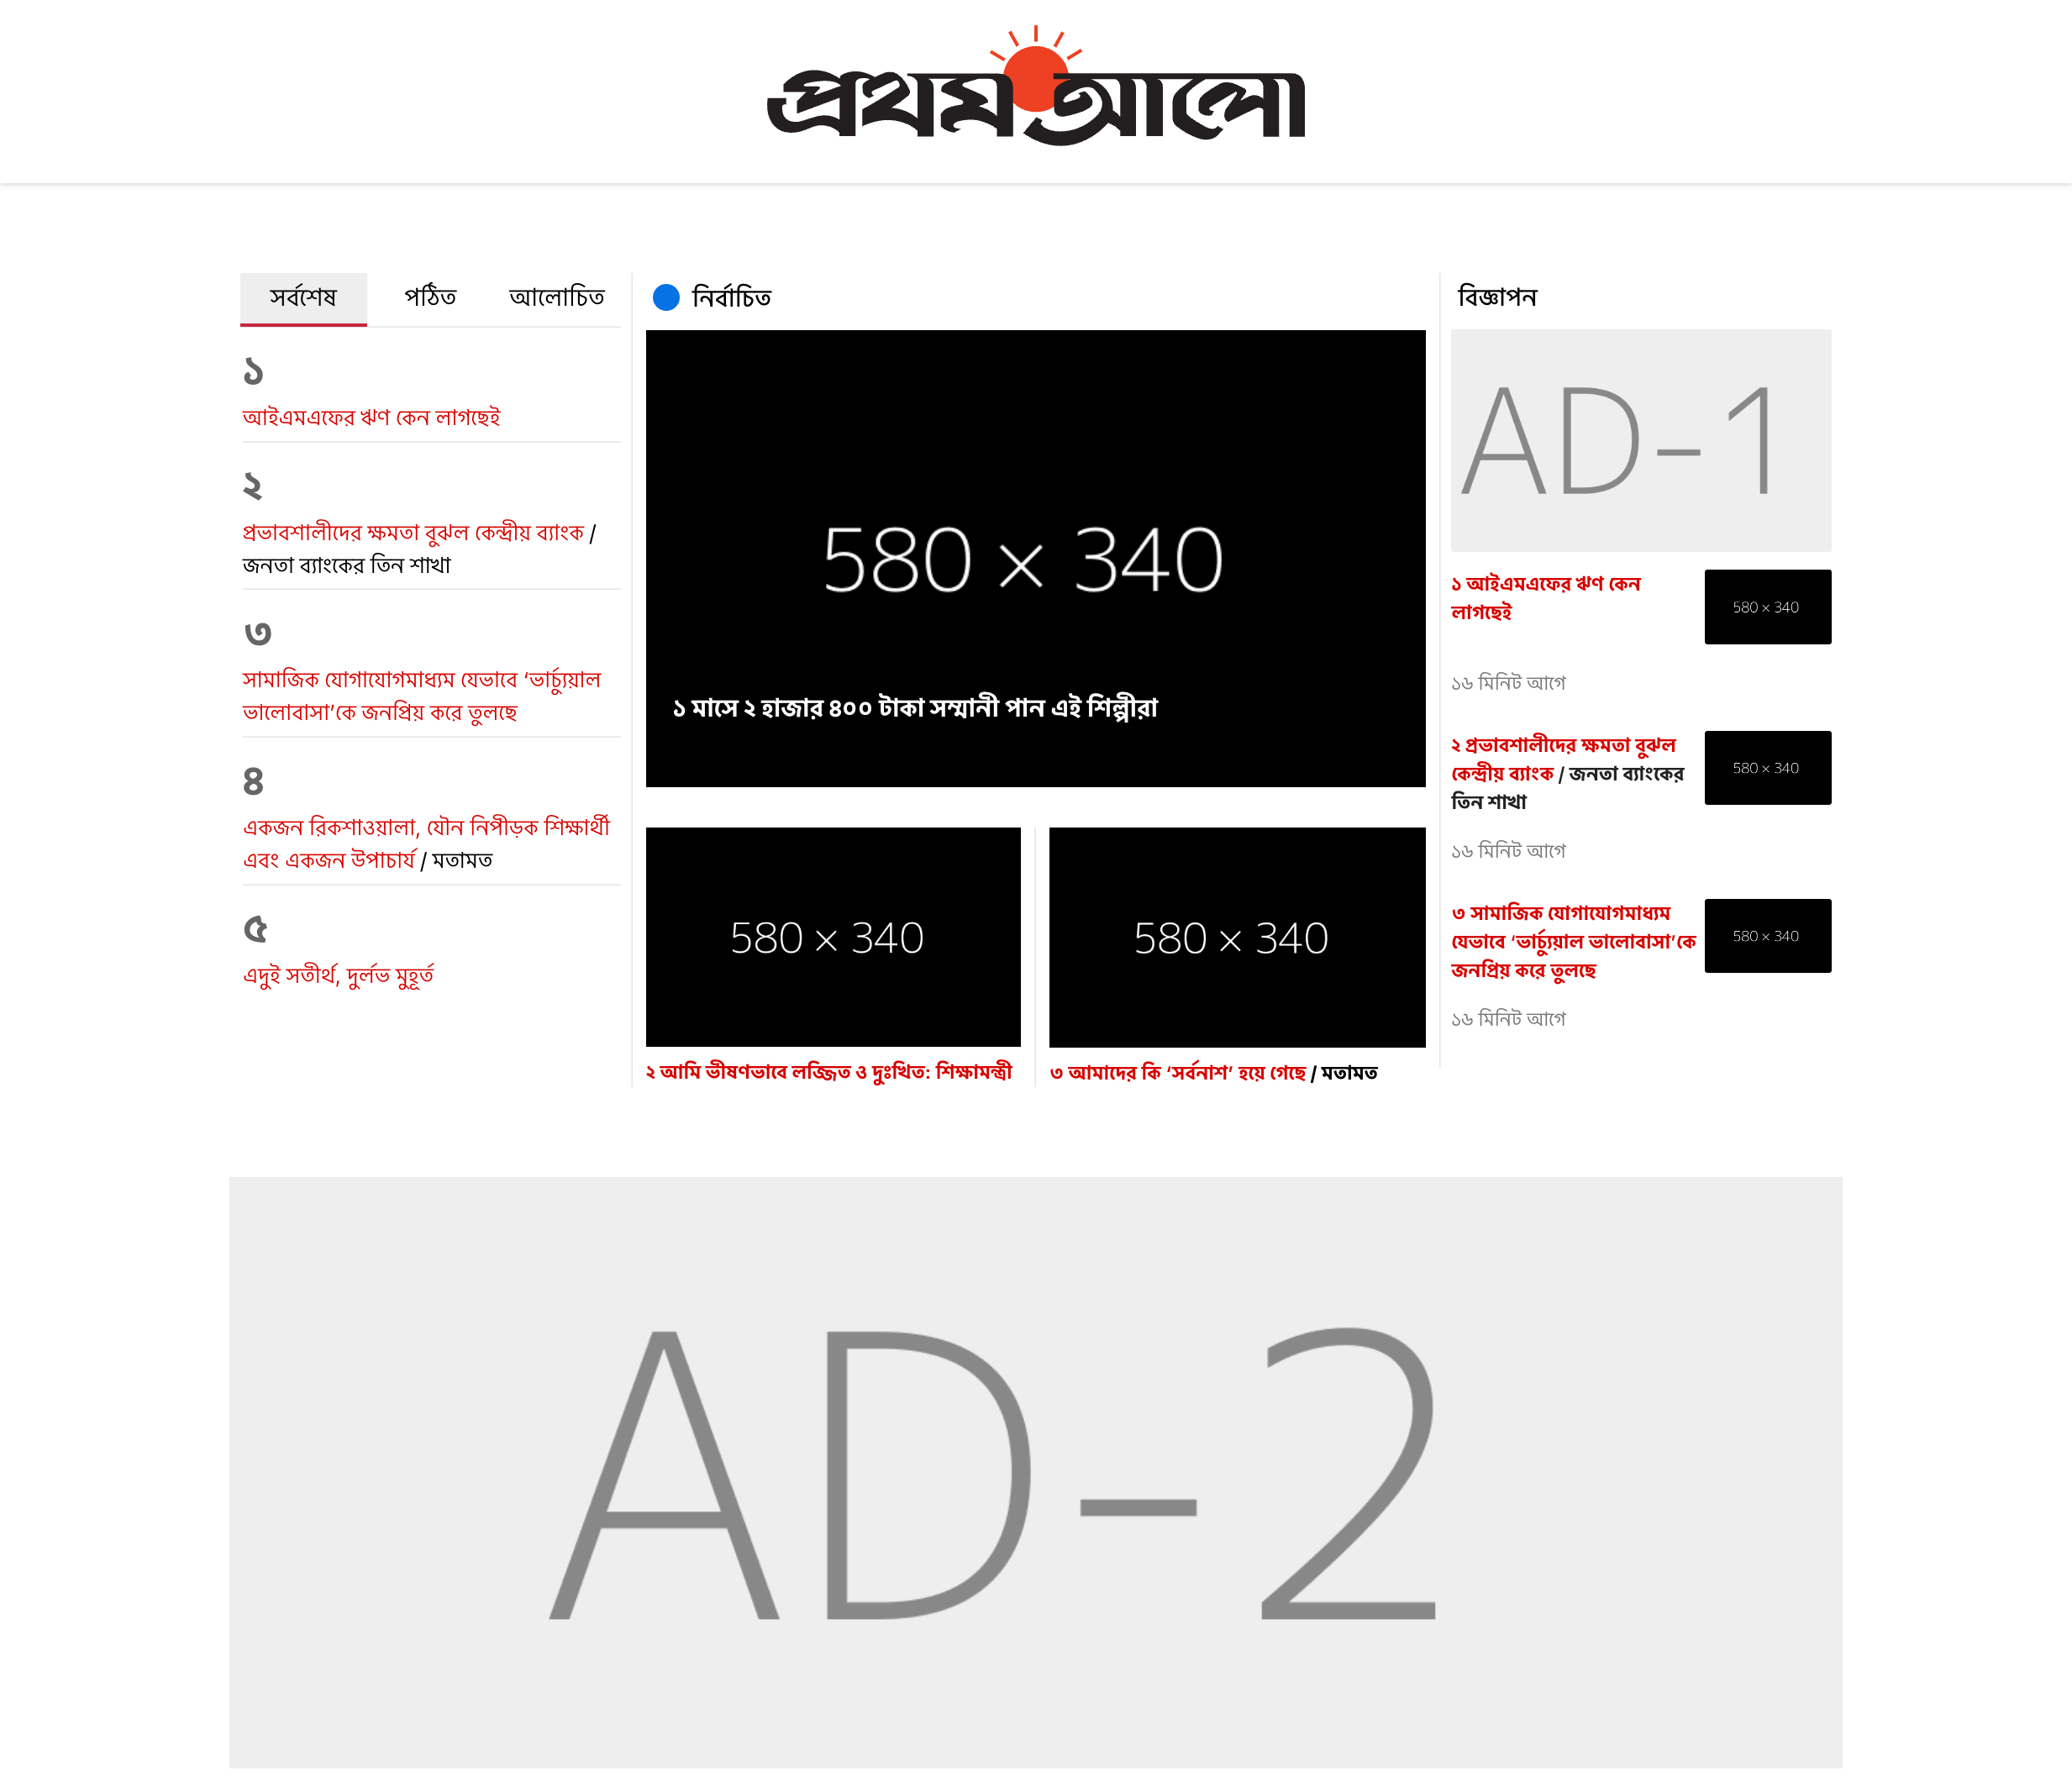 প্রথম আলো
সর্বশেষ পঠিত আলোচিত
১
আইএমএফের ঋণ কেন লাগছেই
২
প্রভাবশালীদের ক্ষমতা বুঝল কেন্দ্রীয় ব্যাংক /
জনতা ব্যাংকের তিন শাখা
৩
সামাজিক যোগাযোগমাধ্যম যেভাবে ‘ভার্চ্যুয়াল
ভালোবাসা’কে জনপ্রিয় করে তুলছে
৪
একজন রিকশাওয়ালা, যৌন নিপীড়ক শিক্ষার্থী
এবং একজন উপাচার্য / মতামত
৫
এদুই সতীর্থ, দুর্লভ মুহূর্ত
নির্বাচিত
580 × 340
১ মাসে ২ হাজার ৪০০ টাকা সম্মানী পান এই শিল্পীরা
580 × 340
২ আমি ভীষণভাবে লজ্জিত ও দুঃখিত: শিক্ষামন্ত্রী
580 × 340
৩ আমাদের কি ‘সর্বনাশ’ হয়ে গেছে / মতামত
বিজ্ঞাপন
AD-1
১ আইএমএফের ঋণ কেন
লাগছেই
580 × 340
১৬ মিনিট আগে
২ প্রভাবশালীদের ক্ষমতা বুঝল
কেন্দ্রীয় ব্যাংক / জনতা ব্যাংকের
তিন শাখা
580 × 340
১৬ মিনিট আগে
৩ সামাজিক যোগাযোগমাধ্যম
যেভাবে ‘ভার্চ্যুয়াল ভালোবাসা’কে
জনপ্রিয় করে তুলছে
580 × 340
১৬ মিনিট আগে
AD-2